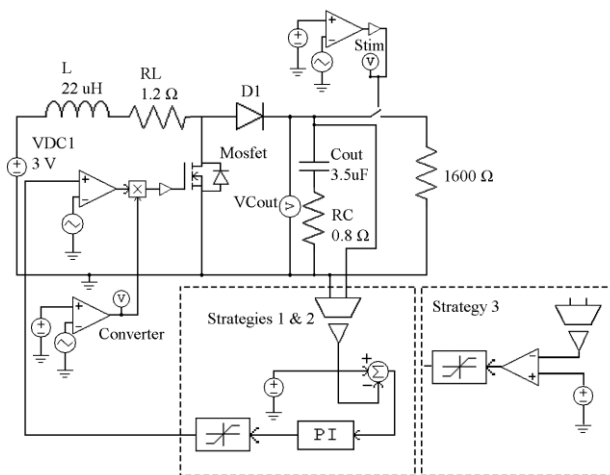 Stim
V
L
22 uH
RL
1.2 Ω
D1
VDC1
3 V
Mosfet
Cout
3.5uF
1600 Ω
VCout
V
RC
0.8 Ω
V
Converter
Strategies 1 & 2
Strategy 3
Σ
PI